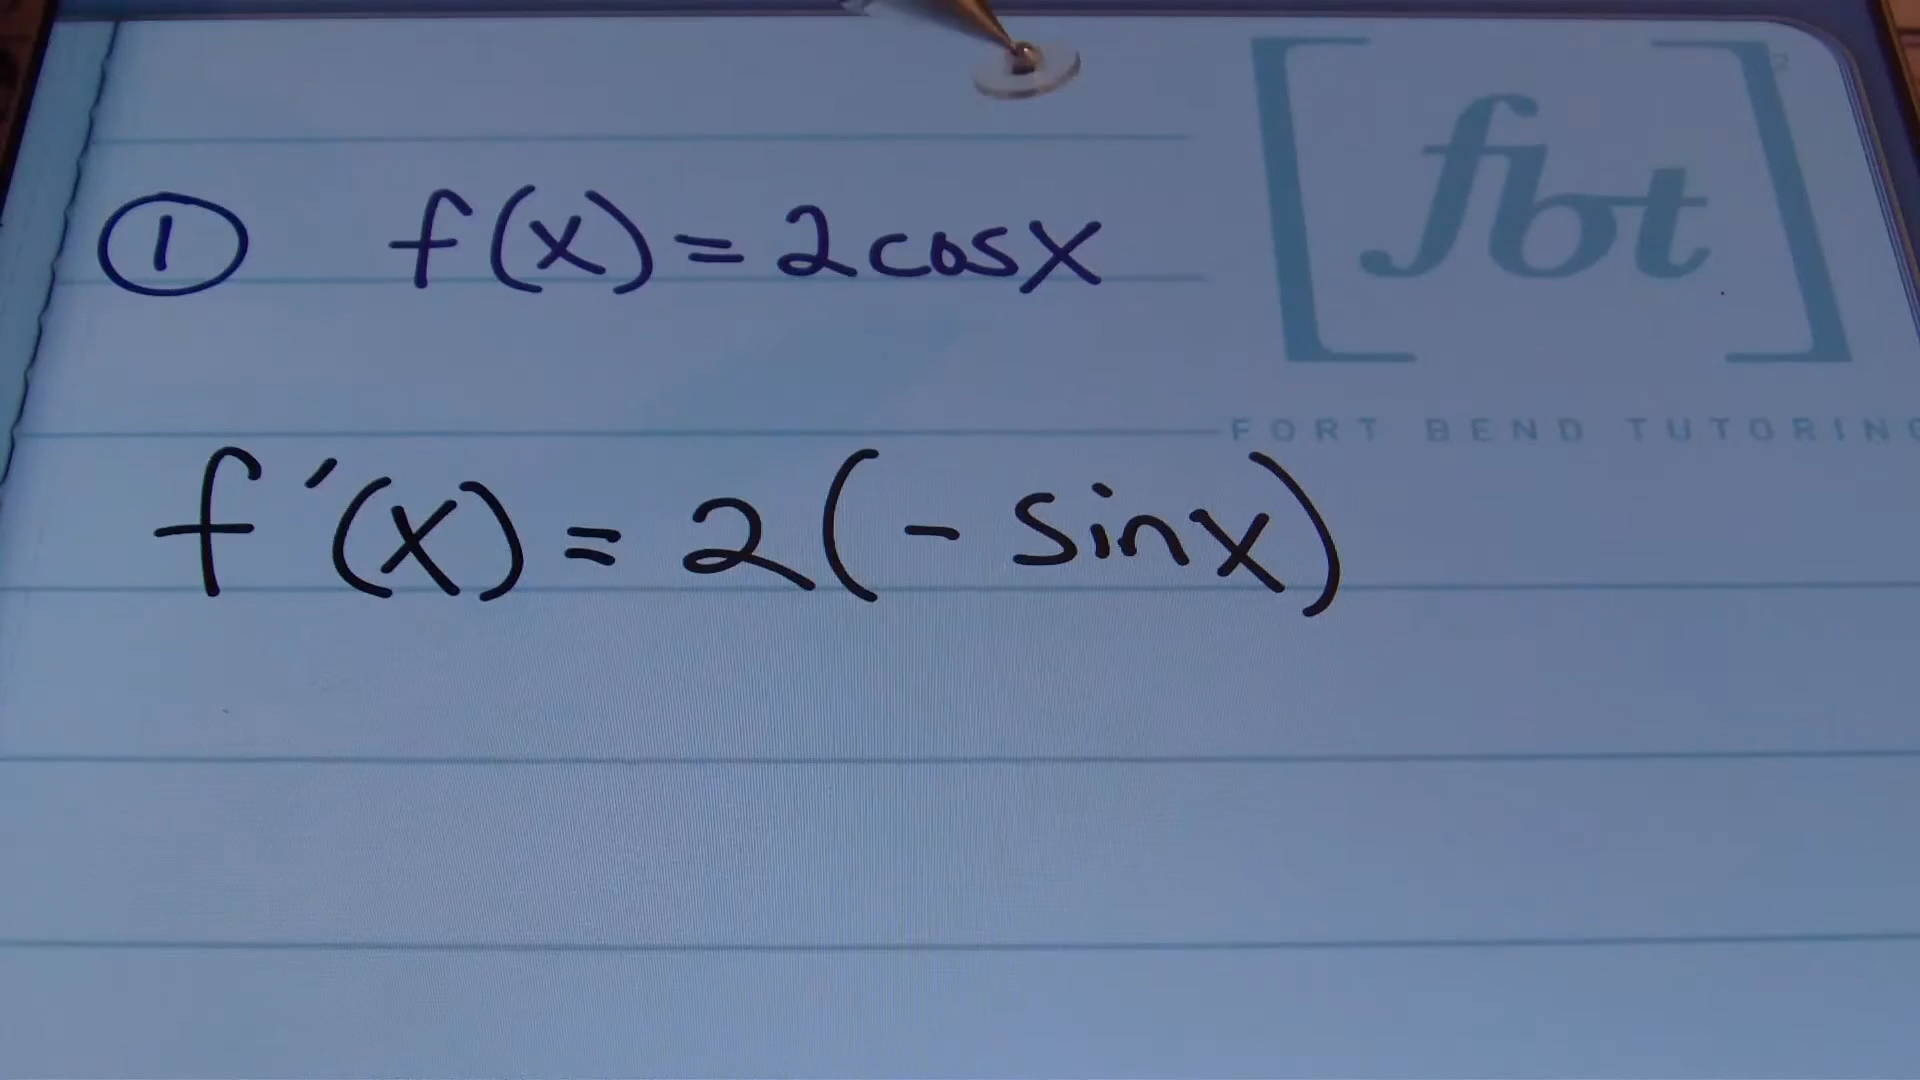 ① f(x) = 2cosx
fbt
FORT BEND TUTORING
f'(x) = 2(- sinx)